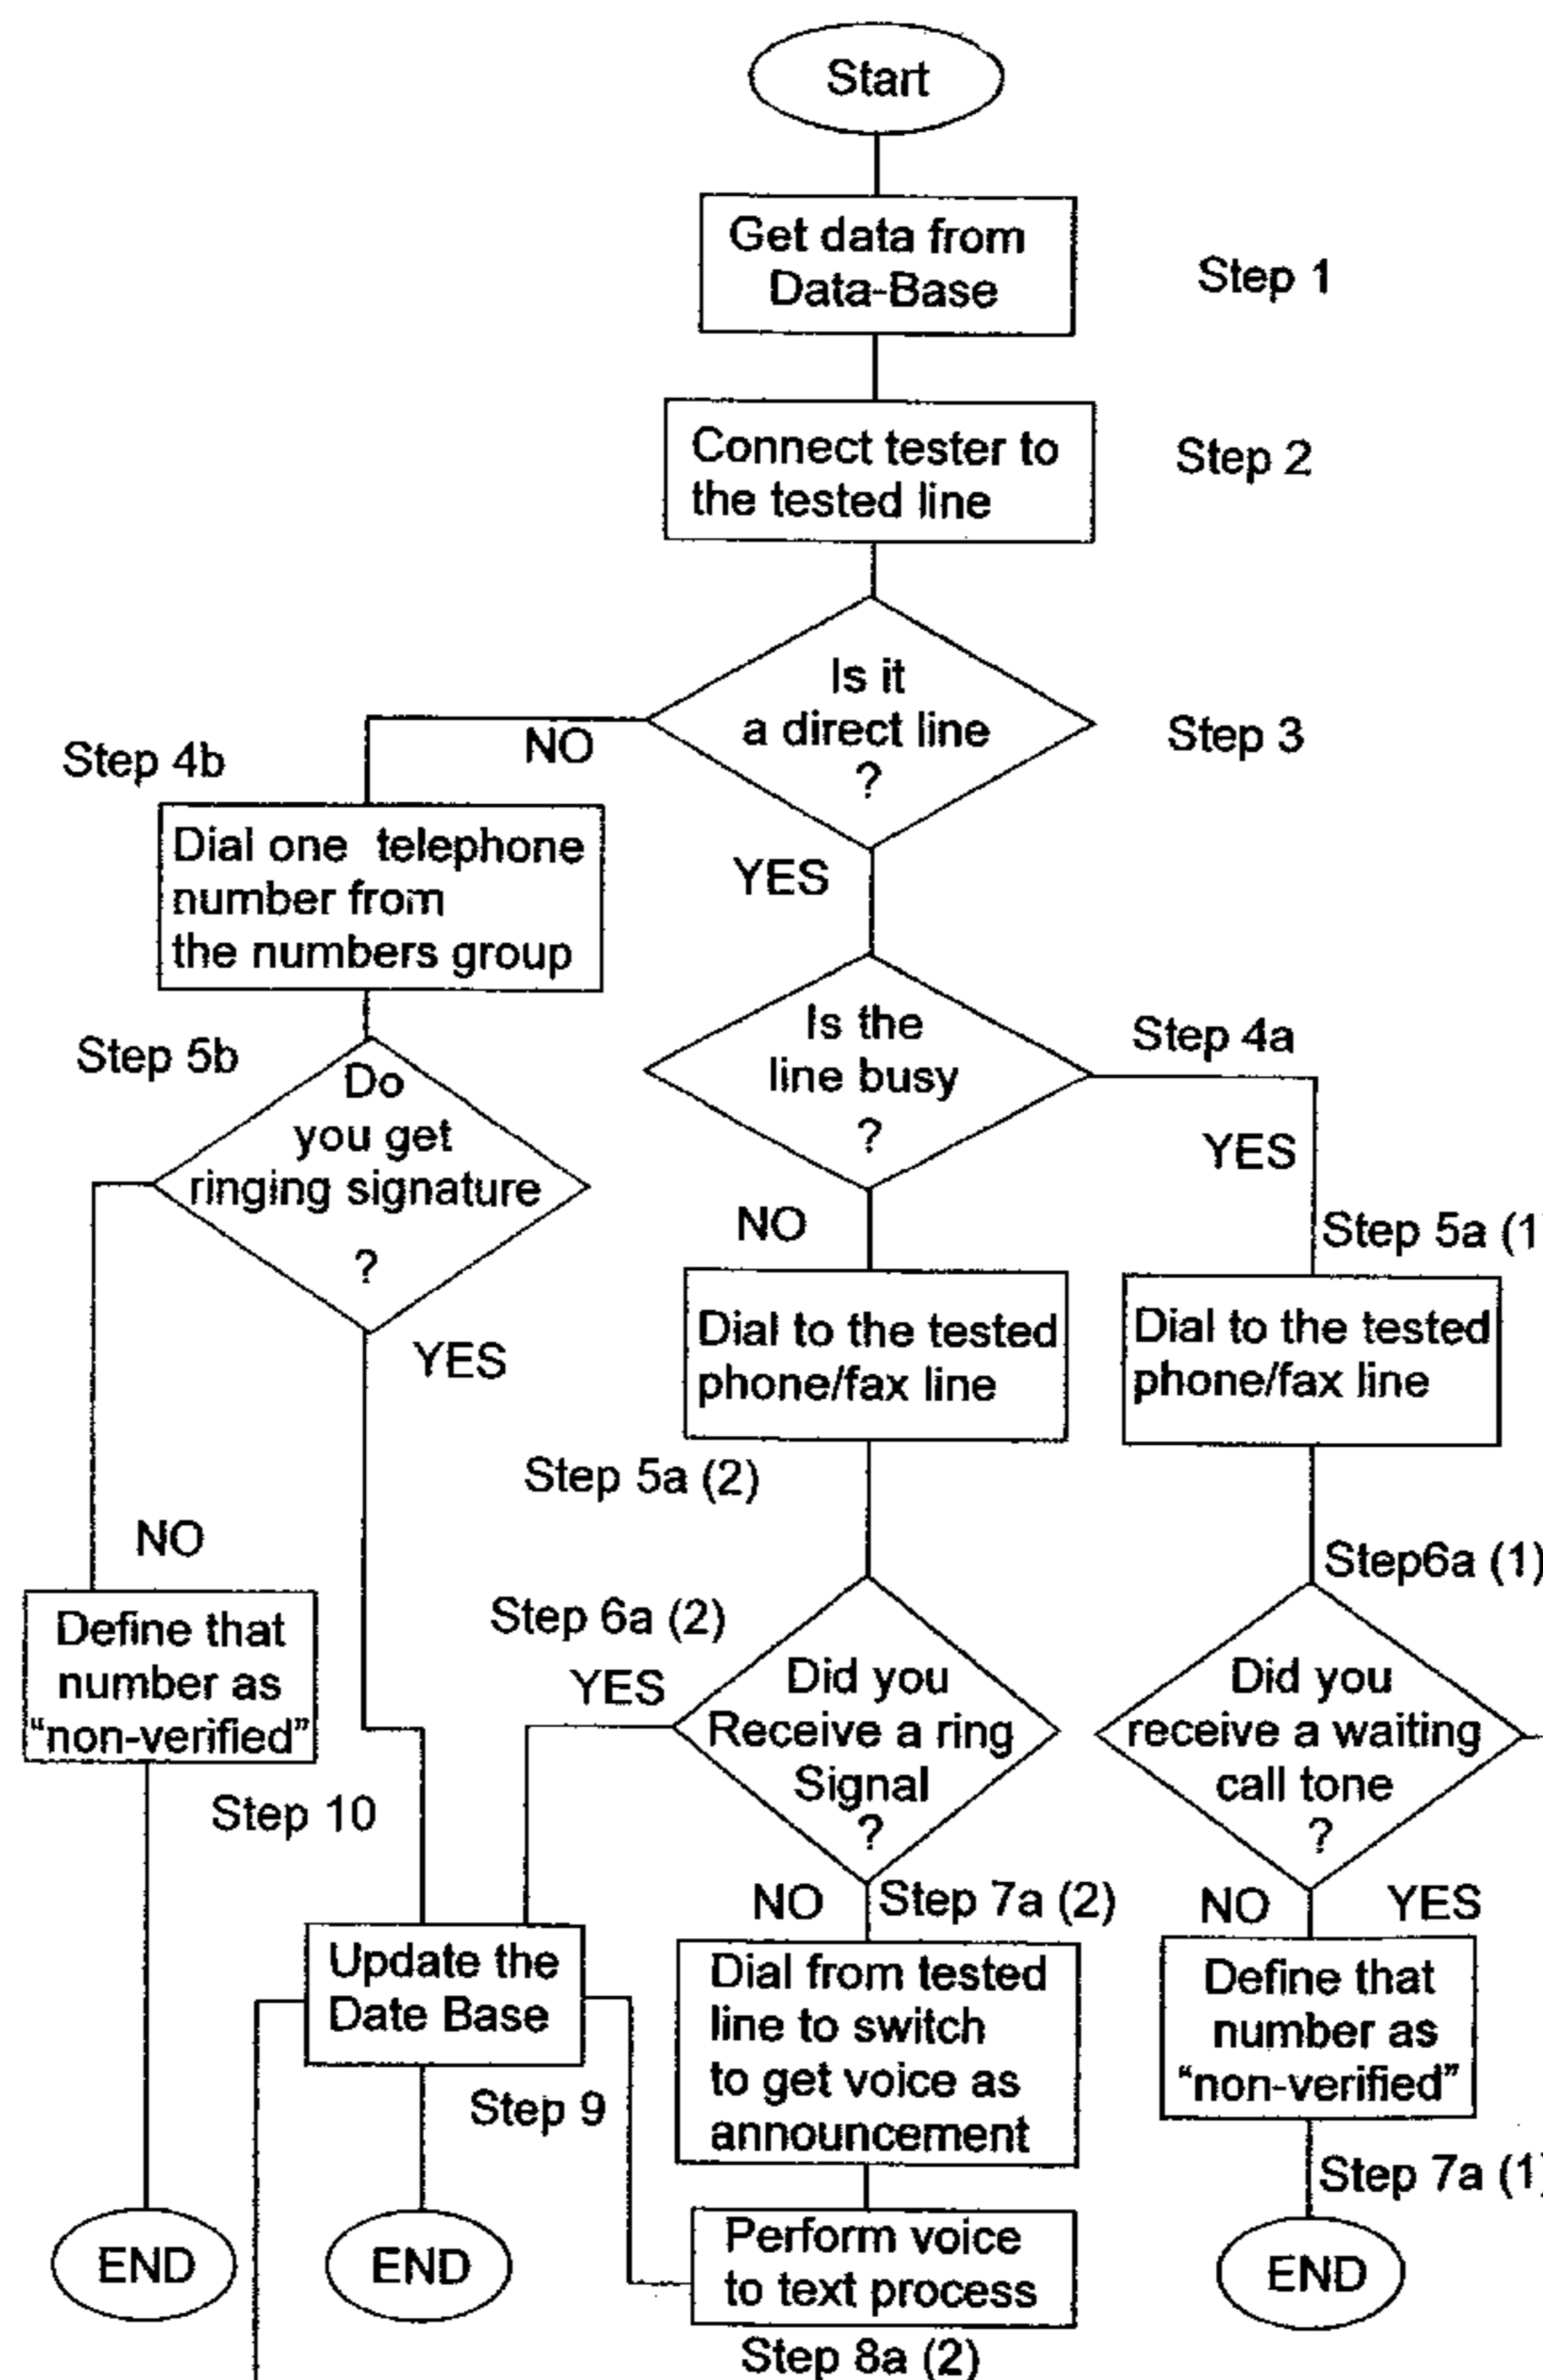 Start
Get data from
Data-Base
Step 1
Connect tester to
the tested line
Step 2
Is it
a direct line
?
Step 3
NO
Step 4b
YES
Dial one telephone
number from
the numbers group
Is the
line busy
?
Step 4a
Step 5b
Do
you get
ringing signature
?
YES
NO
Step 5a (1)
Dial to the tested
phone/fax line
Dial to the tested
phone/fax line
YES
Step 5a (2)
NO
Step6a (1)
Define that
number as
“non-verified”
Step 6a (2)
YES
Did you
Receive a ring
Signal
?
Did you
receive a waiting
call tone
?
Step 10
NO
Step 7a (2)
NO
YES
Update the
Date Base
Dial from tested
line to switch
to get voice as
announcement
Define that
number as
“non-verified”
Step 9
Step 7a (1)
END
END
Perform voice
to text process
END
Step 8a (2)